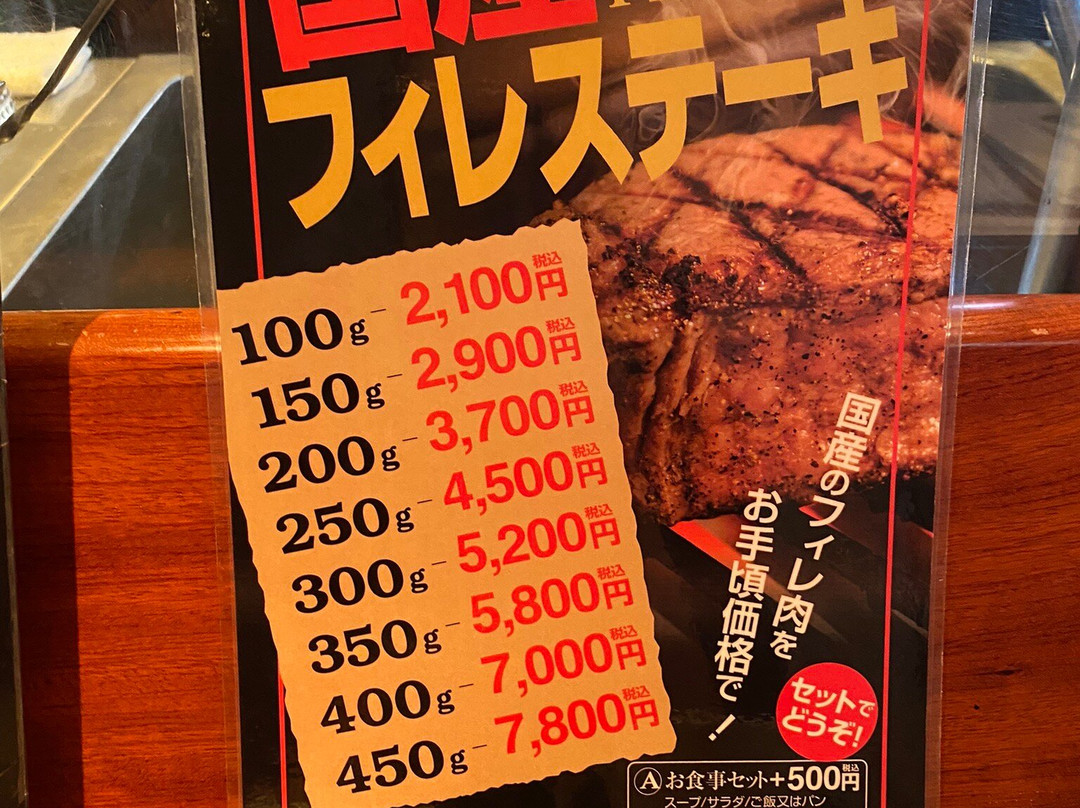 国産
フィレステーキ
100g - 2,100円 税込
150g - 2,900円 税込
200g - 3,700円 税込
250g - 4,500円 税込
300g - 5,200円 税込
350g - 5,800円 税込
400g - 7,000円 税込
450g - 7,800円 税込
国産のフィレ肉を
お手頃価格で!
セットで
どうぞ!
Ⓐお食事セット+500円 税込
スープ/サラダ/ご飯又はパン